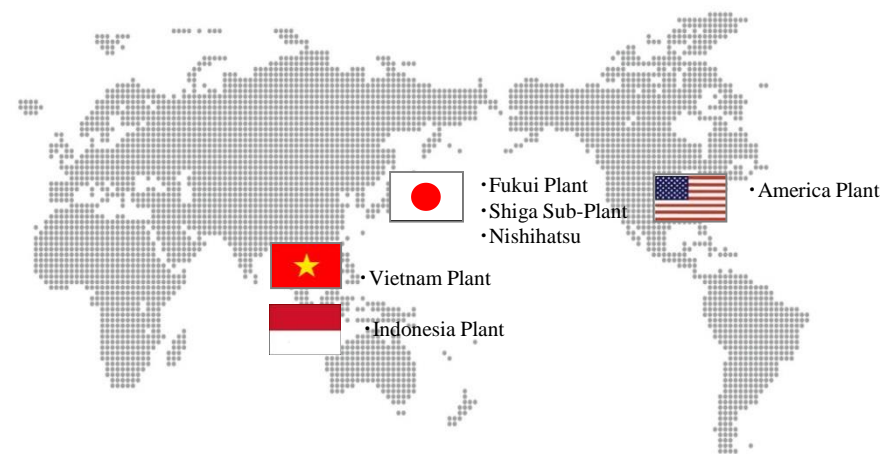 ・Fukui Plant
・Shiga Sub-Plant
・Nishihatsu
・America Plant
・Vietnam Plant
・Indonesia Plant